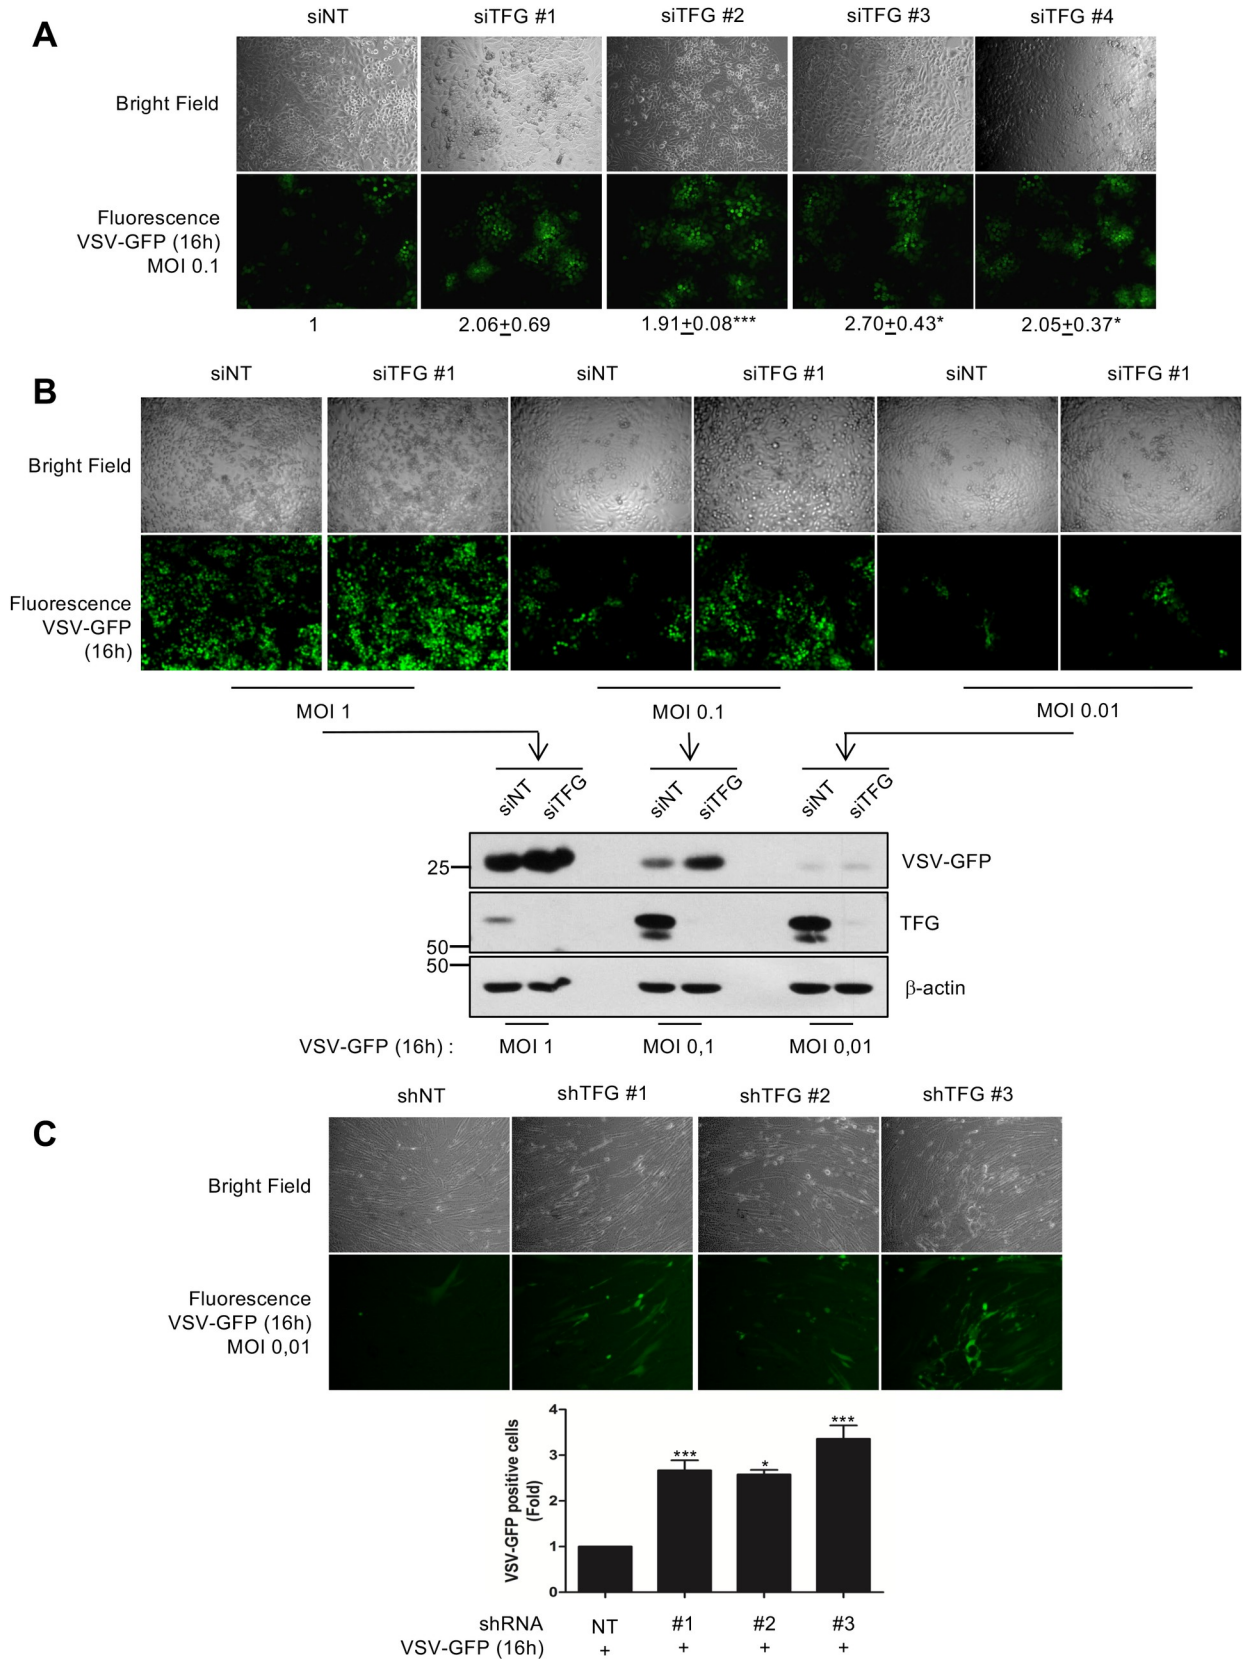 A
siNT siTFG #1 siTFG #2 siTFG #3 siTFG #4
Bright Field
Fluorescence
VSV-GFP (16h)
MOI 0.1
1 2.06±0.69 1.91±0.08*** 2.70±0.43* 2.05±0.37*
B
siNT siTFG #1 siNT siTFG #1 siNT siTFG #1
Bright Field
Fluorescence
VSV-GFP
(16h)
MOI 1 MOI 0.1 MOI 0.01
siNT siTFG siNT siTFG siNT siTFG
25 VSV-GFP
TFG
50
50
β-actin
VSV-GFP (16h) : MOI 1 MOI 0,1 MOI 0,01
C
shNT shTFG #1 shTFG #2 shTFG #3
Bright Field
Fluorescence
VSV-GFP (16h)
MOI 0,01
VSV-GFP positive cells
(Fold)
4
3
2
1
0
*** * ***
shRNA NT #1 #2 #3
VSV-GFP (16h) + + + +